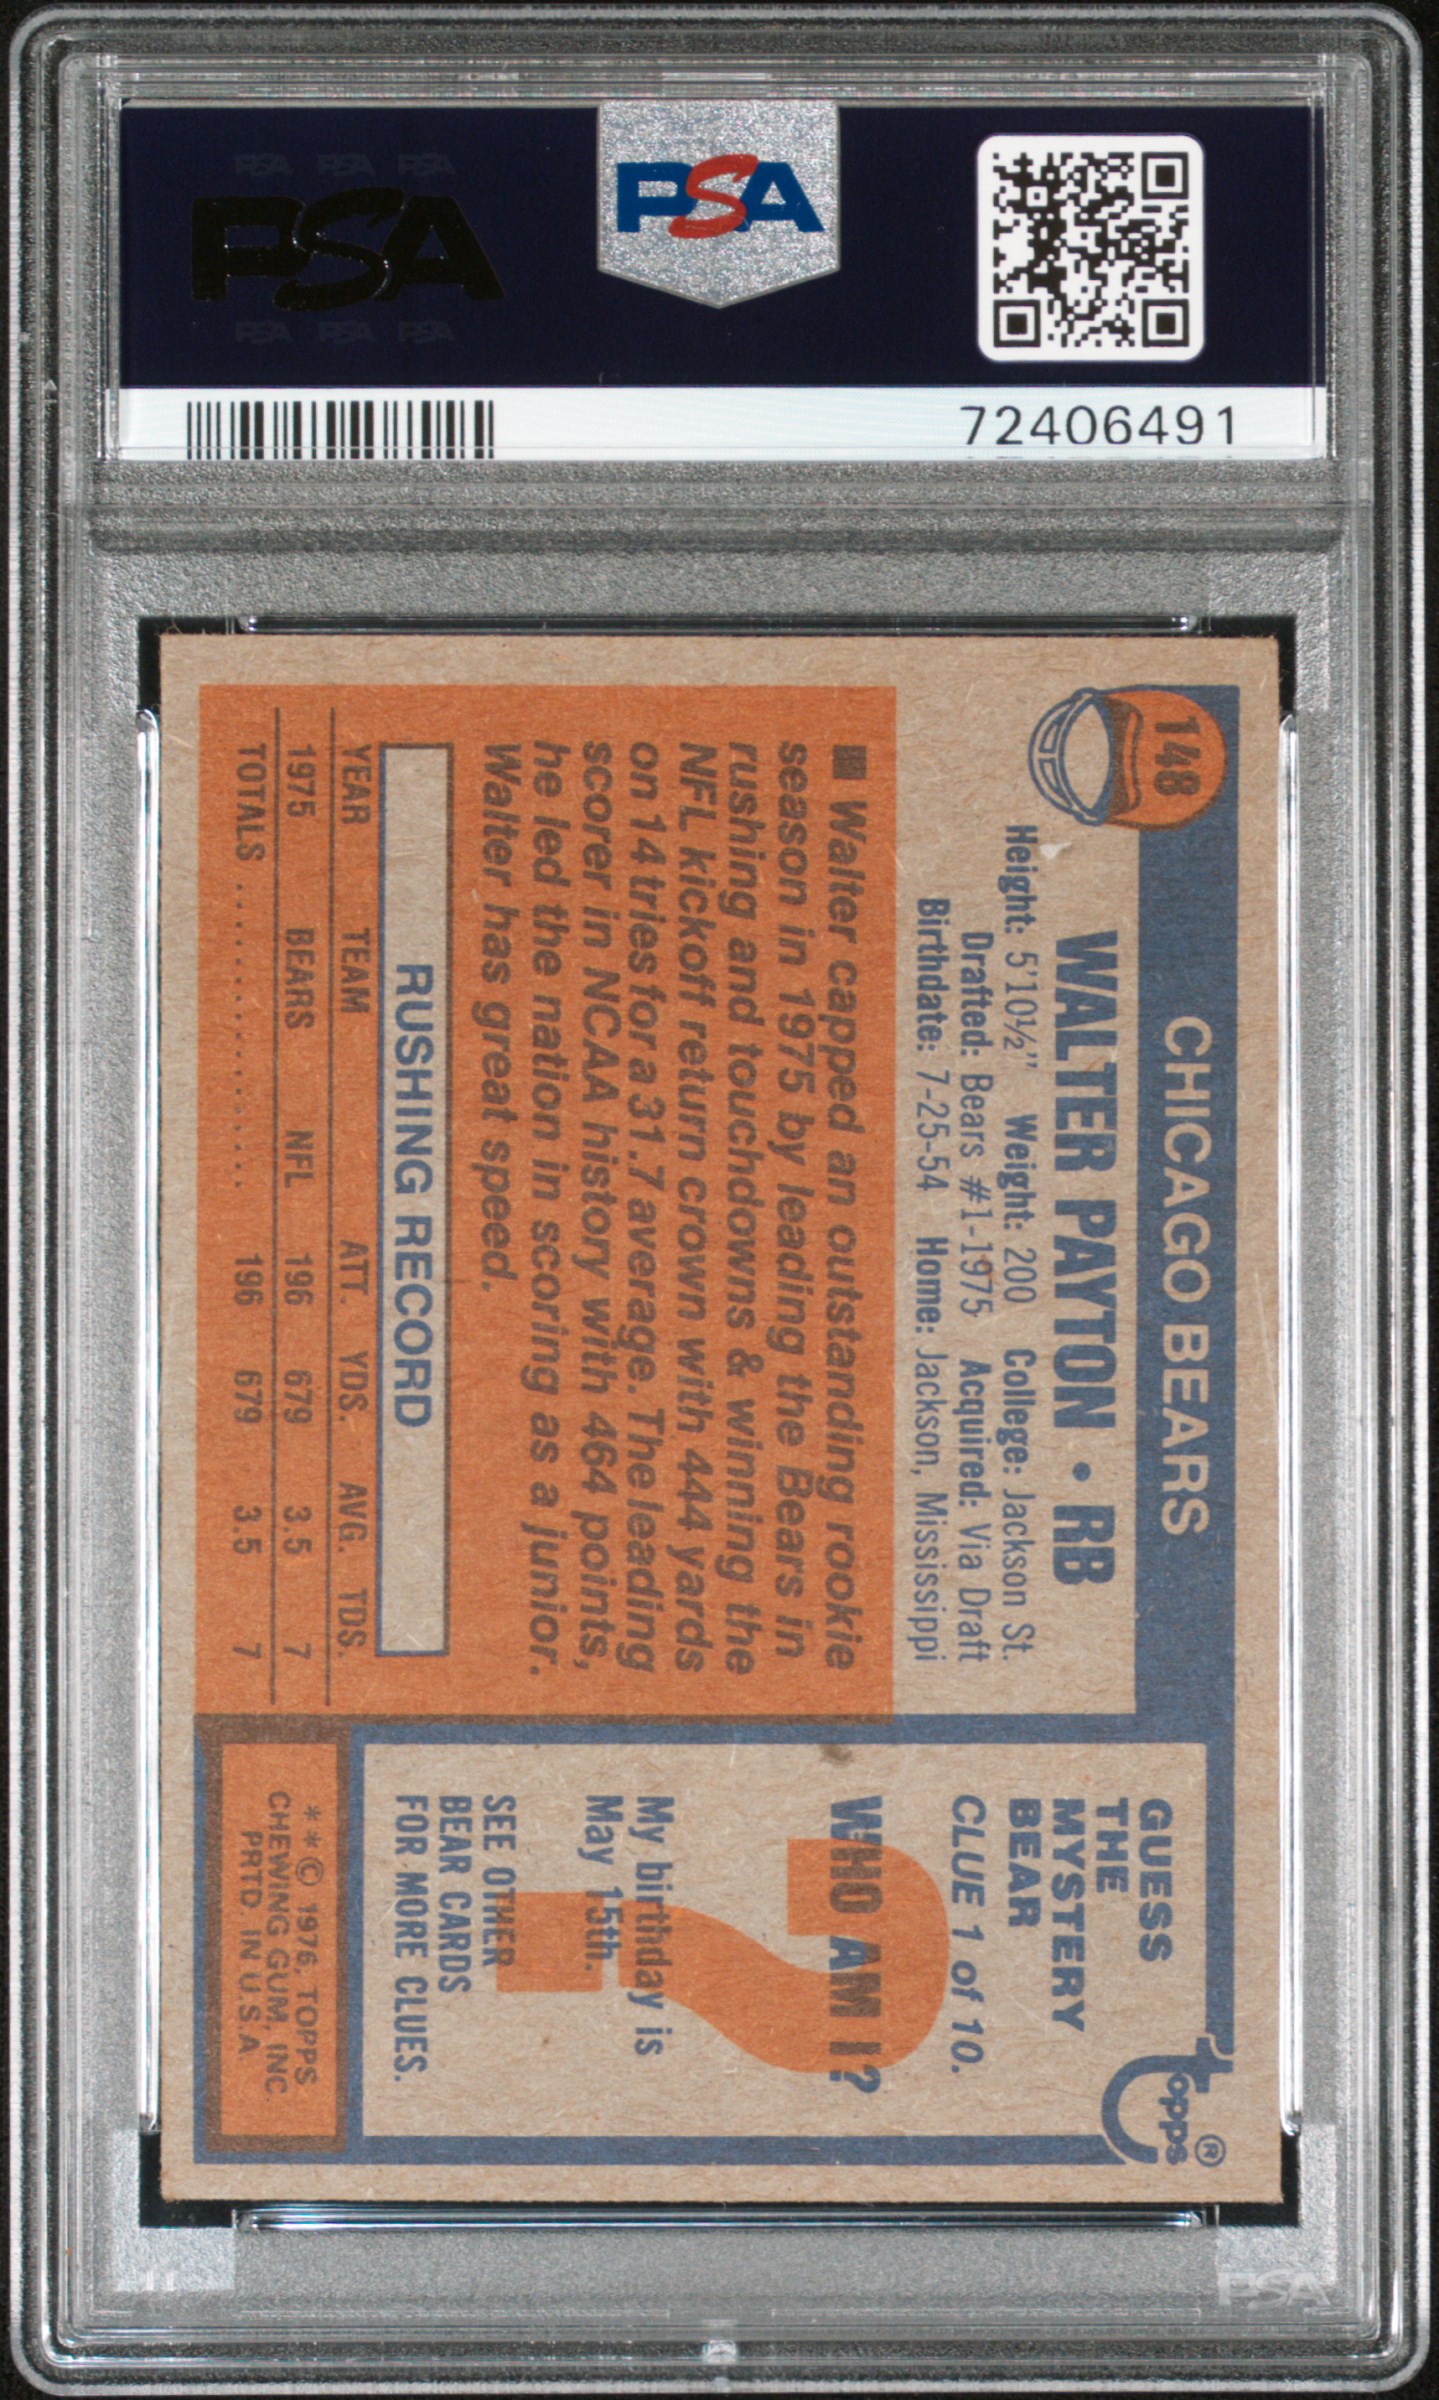 PSA PSA PSA
PSA
PSA PSA PSA
PSA
72406491
148
CHICAGO BEARS
WALTER PAYTON • RB
Height: 5'10½" Weight: 200 College: Jackson St.
Drafted: Bears #1-1975 Acquired: Via Draft
Birthdate: 7-25-54 Home: Jackson, Mississippi
■ Walter capped an outstanding rookie
season in 1975 by leading the Bears in
rushing and touchdowns & winning the
NFL kickoff return crown with 444 yards
on 14 tries for a 31.7 average. The leading
scorer in NCAA history with 464 points,
he led the nation in scoring as a junior.
Walter has great speed.
RUSHING RECORD
YEAR TEAM ATT. YDS. AVG. TDS.
1975 BEARS NFL 196 679 3.5 7
TOTALS .................. 196 679 3.5 7
topps®
GUESS
THE
MYSTERY
BEAR
CLUE 1 of 10.
?
WHO AM I?
My birthday is
May 15th.
SEE OTHER
BEAR CARDS
FOR MORE CLUES.
* * © 1976, TOPPS
CHEWING GUM, INC.
PRTD. IN U.S.A.
PSA